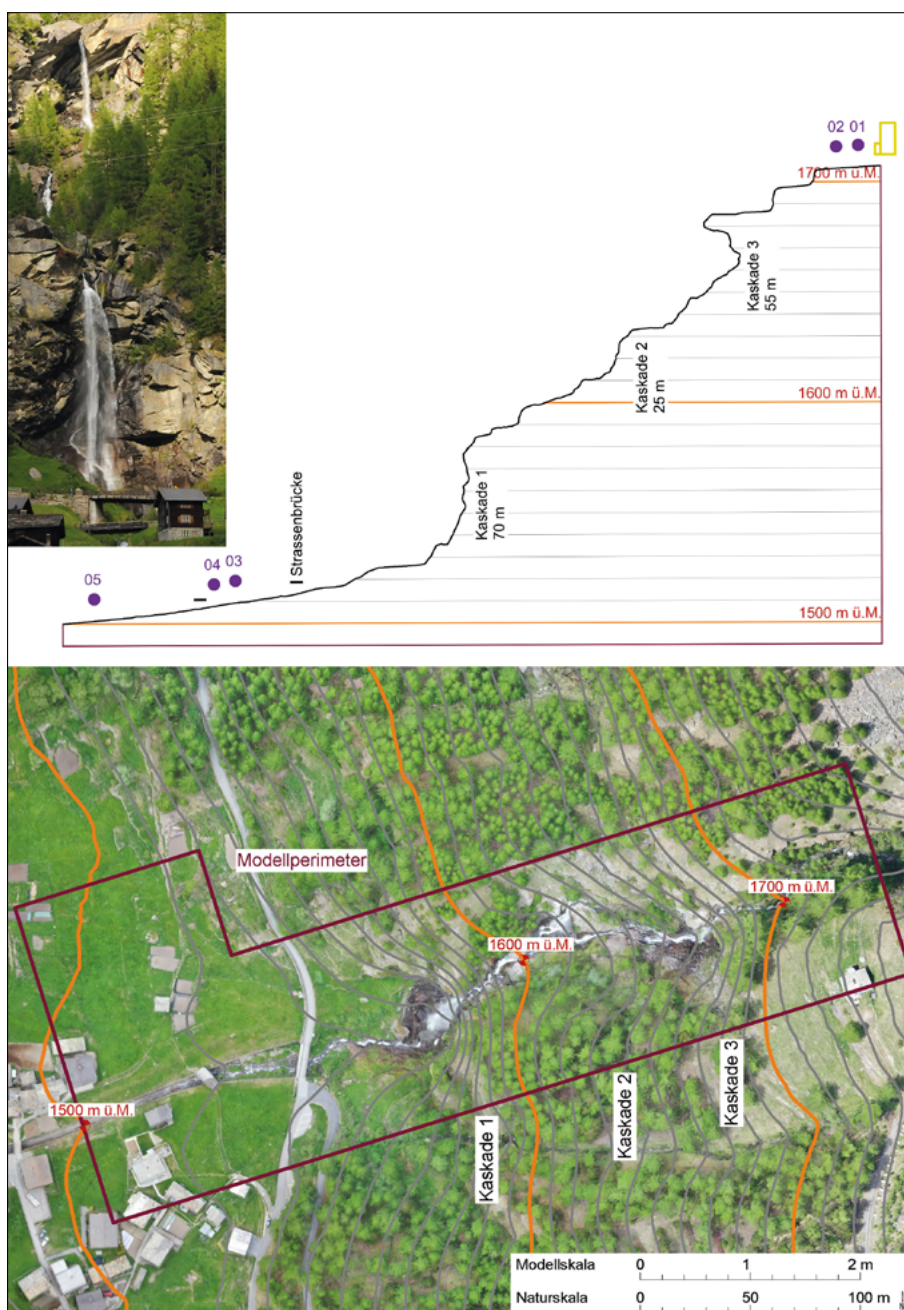 02 01
1700 m ü.M.
Kaskade 3
55 m
Kaskade 2
25 m
1600 m ü.M.
Kaskade 1
70 m
Strassenbrücke
04 03
05
1500 m ü.M.
Modellperimeter
1700 m ü.M.
1600 m ü.M.
Kaskade 3
Kaskade 2
Kaskade 1
1500 m ü.M.
Modellskala 0 1 2 m
Naturskala 0 50 100 m